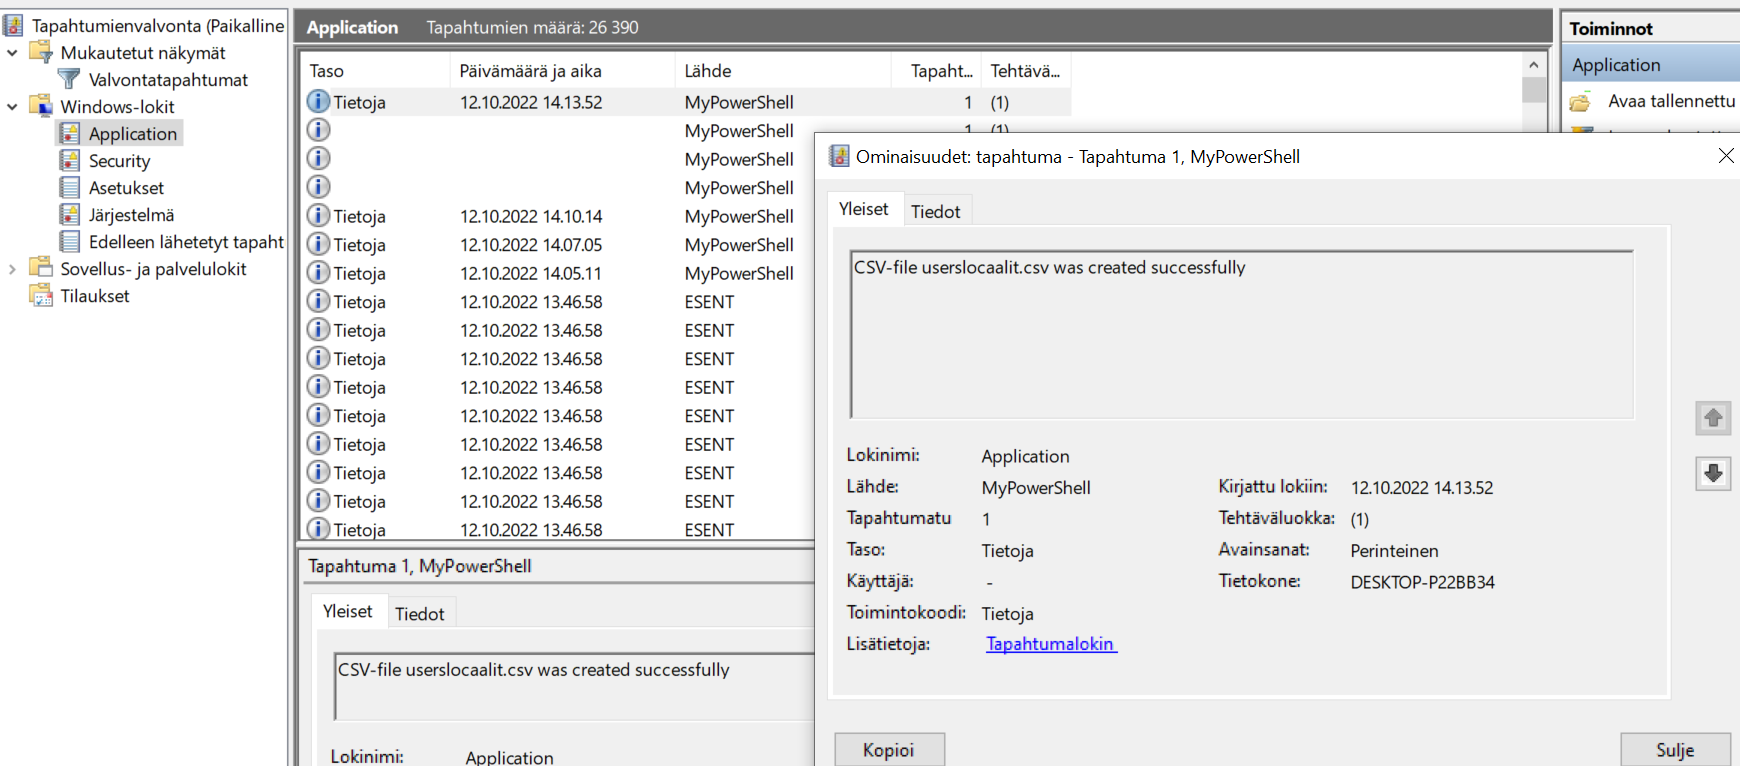 Tapahtumienvalvonta (Paikalline
Mukautetut näkymät
Valvontatapahtumat
Windows-lokit
Application
Security
Asetukset
Järjestelmä
Edelleen lähetetyt tapaht
Sovellus- ja palvelulokit
Tilaukset
Application Tapahtumien määrä: 26 390
Taso Päivämäärä ja aika Lähde Tapaht... Tehtävä...
Tietoja 12.10.2022 14.13.52 MyPowerShell 1 (1)
MyPowerShell 1 (1)
MyPowerShell
MyPowerShell
Tietoja 12.10.2022 14.10.14 MyPowerShell
Tietoja 12.10.2022 14.07.05 MyPowerShell
Tietoja 12.10.2022 14.05.11 MyPowerShell
Tietoja 12.10.2022 13.46.58 ESENT
Tietoja 12.10.2022 13.46.58 ESENT
Tietoja 12.10.2022 13.46.58 ESENT
Tietoja 12.10.2022 13.46.58 ESENT
Tietoja 12.10.2022 13.46.58 ESENT
Tietoja 12.10.2022 13.46.58 ESENT
Tietoja 12.10.2022 13.46.58 ESENT
Tietoja 12.10.2022 13.46.58 ESENT
Tietoja 12.10.2022 13.46.58 ESENT
Tapahtuma 1, MyPowerShell
Yleiset Tiedot
CSV-file userslocaalit.csv was created successfully
Lokinimi: Application
Toiminnot
Application
Avaa tallennettu
Ominaisuudet: tapahtuma - Tapahtuma 1, MyPowerShell
Yleiset Tiedot
CSV-file userslocaalit.csv was created successfully
Lokinimi: Application
Lähde: MyPowerShell Kirjattu lokiin: 12.10.2022 14.13.52
Tapahtumatu 1 Tehtäväluokka: (1)
Taso: Tietoja Avainsanat: Perinteinen
Käyttäjä: - Tietokone: DESKTOP-P22BB34
Toimintokoodi: Tietoja
Lisätietoja: Tapahtumalokin
Kopioi Sulje